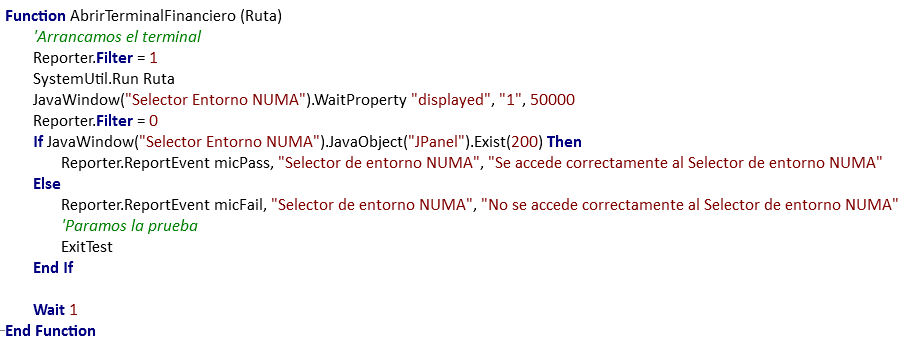 Function AbrirTerminalFinanciero (Ruta)
'Arrancamos el terminal
Reporter.Filter = 1
SystemUtil.Run Ruta
JavaWindow("Selector Entorno NUMA").WaitProperty "displayed", "1", 50000
Reporter.Filter = 0
If JavaWindow("Selector Entorno NUMA").JavaObject("JPanel").Exist(200) Then
Reporter.ReportEvent micPass, "Selector de entorno NUMA", "Se accede correctamente al Selector de entorno NUMA"
Else
Reporter.ReportEvent micFail, "Selector de entorno NUMA", "No se accede correctamente al Selector de entorno NUMA"
'Paramos la prueba
ExitTest
End If
Wait 1
End Function